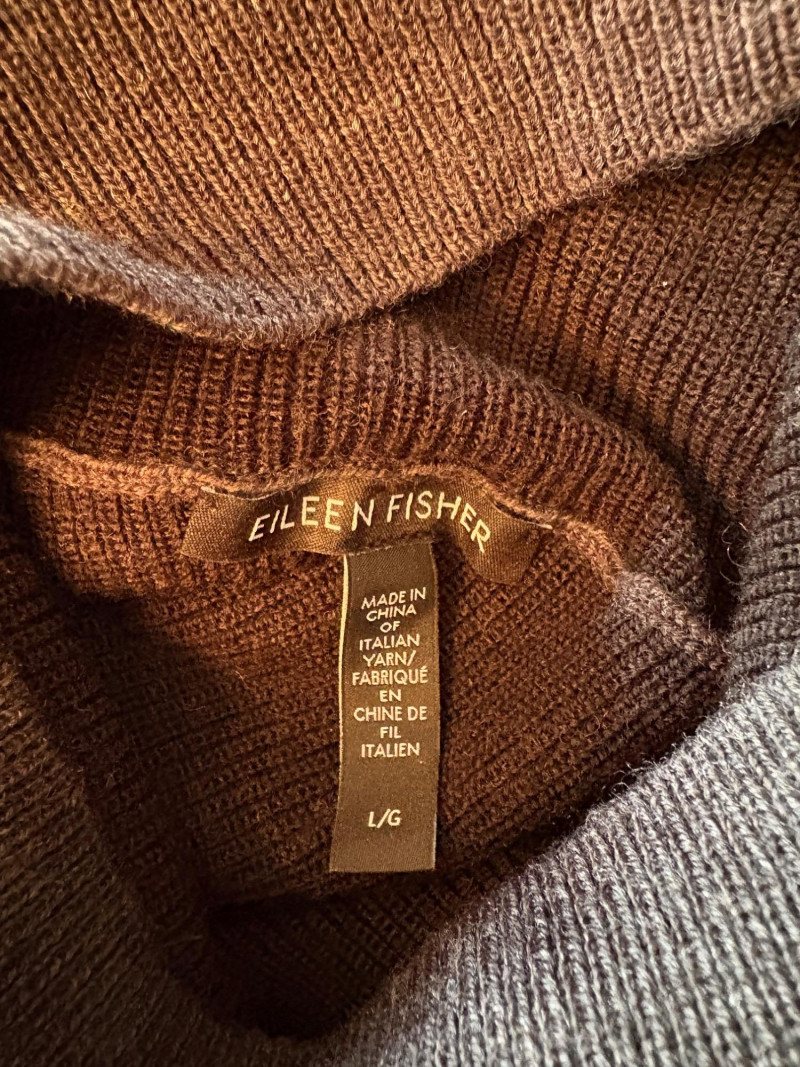 EILEEN FISHER
MADE IN
CHINA
OF
ITALIAN
YARN/
FABRIQUÉ
EN
CHINE DE
FIL
ITALIEN
L/G